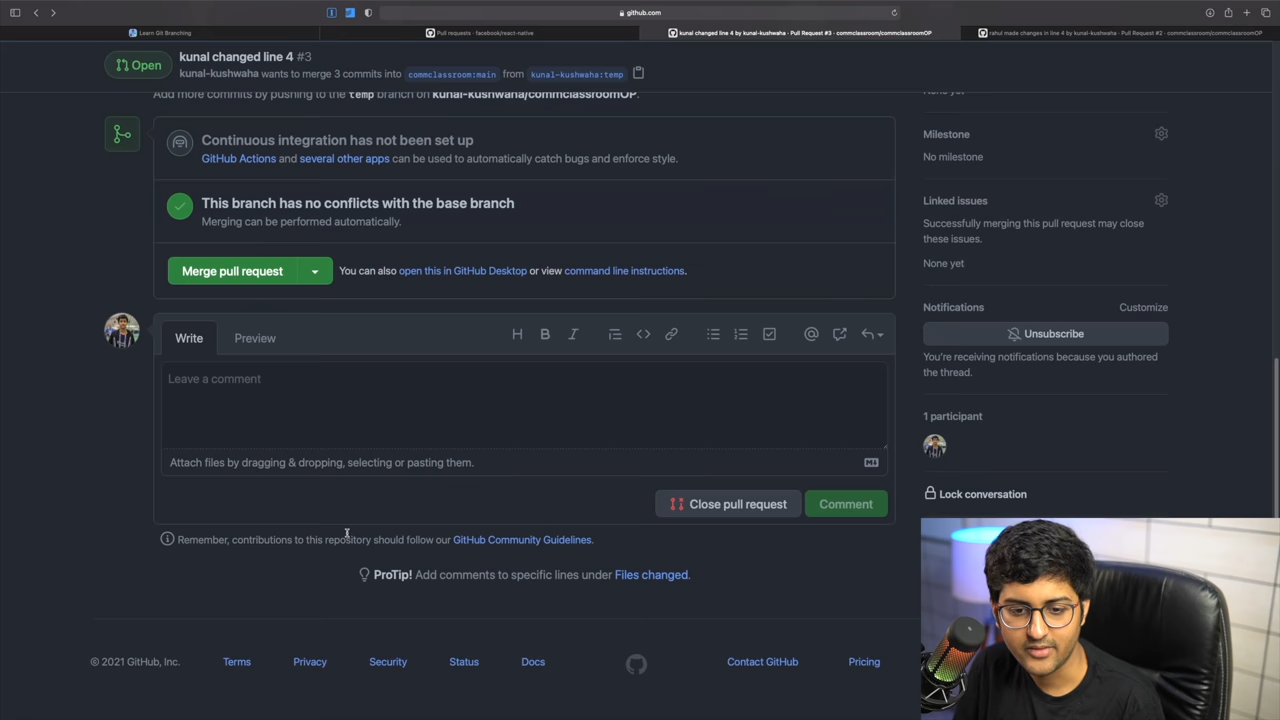 github.com
Learn Git Branching
Pull requests · facebook/react-native
kunal changed line 4 by kunal-kushwaha · Pull Request #3 · commclassroom/commclassroomOP
rahul made changes in line 4 by kunal-kushwaha · Pull Request #2 · commclassroom/commclassroomOP
Open
kunal changed line 4 #3
kunal-kushwaha wants to merge 3 commits into commclassroom:main from kunal-kushwaha:temp
Add more commits by pushing to the temp branch on kunal-kushwaha/commclassroomOP.
Continuous integration has not been set up
GitHub Actions and several other apps can be used to automatically catch bugs and enforce style.
This branch has no conflicts with the base branch
Merging can be performed automatically.
Merge pull request
You can also open this in GitHub Desktop or view command line instructions.
Write
Preview
Leave a comment
Attach files by dragging & dropping, selecting or pasting them.
Close pull request
Comment
Remember, contributions to this repository should follow our GitHub Community Guidelines.
ProTip! Add comments to specific lines under Files changed.
None yet
Milestone
No milestone
Linked issues
Successfully merging this pull request may close
these issues.
None yet
Notifications
Customize
Unsubscribe
You're receiving notifications because you authored
the thread.
1 participant
Lock conversation
© 2021 GitHub, Inc.
Terms
Privacy
Security
Status
Docs
Contact GitHub
Pricing